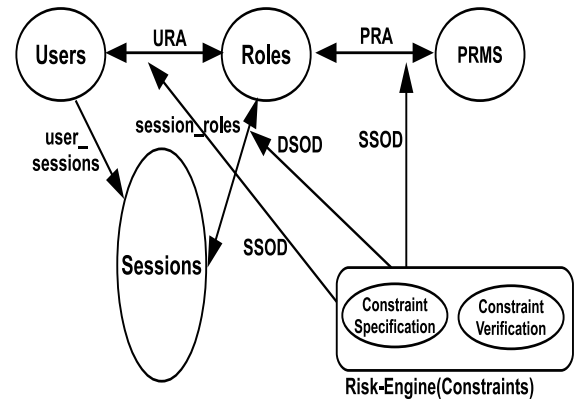 URA
PRA
Users
Roles
PRMS
session_roles
DSOD
SSOD
user_
sessions
SSOD
Sessions
Constraint
Specification
Constraint
Verification
Risk-Engine(Constraints)